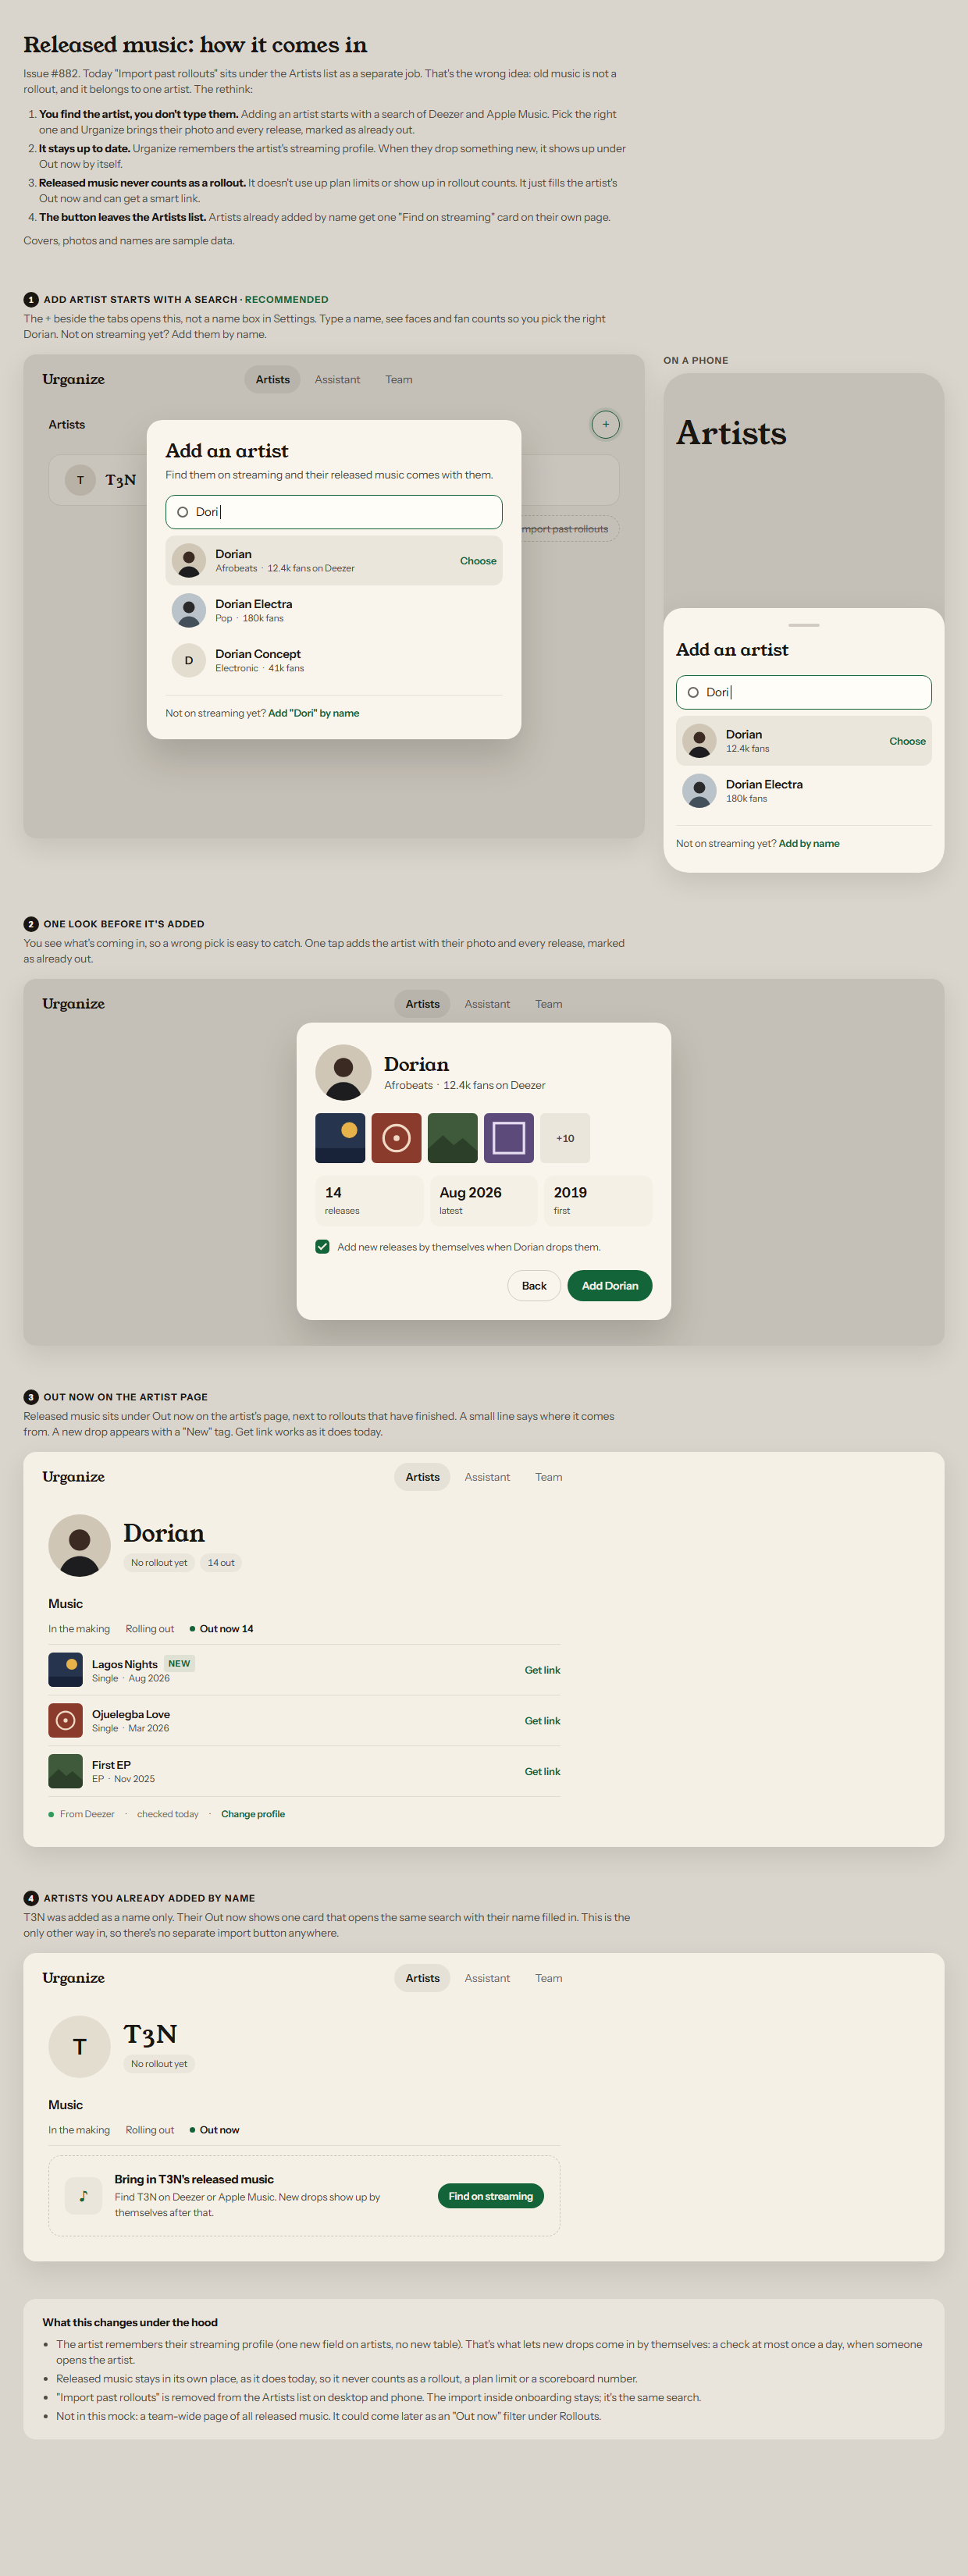 Released music: how it comes in
Issue #882. Today "Import past rollouts" sits under the Artists list as a separate job. That's the wrong idea: old music is not a
rollout, and it belongs to one artist. The rethink:
1. You find the artist, you don't type them. Adding an artist starts with a search of Deezer and Apple Music. Pick the right
one and Urganize brings their photo and every release, marked as already out.
2. It stays up to date. Urganize remembers the artist's streaming profile. When they drop something new, it shows up under
Out now by itself.
3. Released music never counts as a rollout. It doesn't use up plan limits or show up in rollout counts. It just fills the artist's
Out now and can get a smart link.
4. The button leaves the Artists list. Artists already added by name get one "Find on streaming" card on their own page.
Covers, photos and names are sample data.
1 ADD ARTIST STARTS WITH A SEARCH · RECOMMENDED
The + beside the tabs opens this, not a name box in Settings. Type a name, see faces and fan counts so you pick the right
Dorian. Not on streaming yet? Add them by name.
Urganize
Artists Assistant Team
Artists
+
T T3N
mport past rollouts
Add an artist
Find them on streaming and their released music comes with them.
Dori
Dorian
Afrobeats · 12.4k fans on Deezer
Choose
Dorian Electra
Pop · 180k fans
D
Dorian Concept
Electronic · 41k fans
Not on streaming yet? Add "Dori" by name
ON A PHONE
Artists
Add an artist
Dori
Dorian
12.4k fans
Choose
Dorian Electra
180k fans
Not on streaming yet? Add by name
2 ONE LOOK BEFORE IT'S ADDED
You see what's coming in, so a wrong pick is easy to catch. One tap adds the artist with their photo and every release, marked
as already out.
Urganize
Artists Assistant Team
Dorian
Afrobeats · 12.4k fans on Deezer
+10
14
releases
Aug 2026
latest
2019
first
Add new releases by themselves when Dorian drops them.
Back
Add Dorian
3 OUT NOW ON THE ARTIST PAGE
Released music sits under Out now on the artist's page, next to rollouts that have finished. A small line says where it comes
from. A new drop appears with a "New" tag. Get link works as it does today.
Urganize
Artists Assistant Team
Dorian
No rollout yet 14 out
Music
In the making Rolling out Out now 14
Lagos Nights NEW
Single · Aug 2026
Get link
Ojuelegba Love
Single · Mar 2026
Get link
First EP
EP · Nov 2025
Get link
From Deezer · checked today · Change profile
4 ARTISTS YOU ALREADY ADDED BY NAME
T3N was added as a name only. Their Out now shows one card that opens the same search with their name filled in. This is the
only other way in, so there's no separate import button anywhere.
Urganize
Artists Assistant Team
T
T3N
No rollout yet
Music
In the making Rolling out Out now
♪
Bring in T3N's released music
Find T3N on Deezer or Apple Music. New drops show up by
themselves after that.
Find on streaming
What this changes under the hood
• The artist remembers their streaming profile (one new field on artists, no new table). That's what lets new drops come in by themselves: a check at most once a day, when someone
opens the artist.
• Released music stays in its own place, as it does today, so it never counts as a rollout, a plan limit or a scoreboard number.
• "Import past rollouts" is removed from the Artists list on desktop and phone. The import inside onboarding stays; it's the same search.
• Not in this mock: a team-wide page of all released music. It could come later as an "Out now" filter under Rollouts.